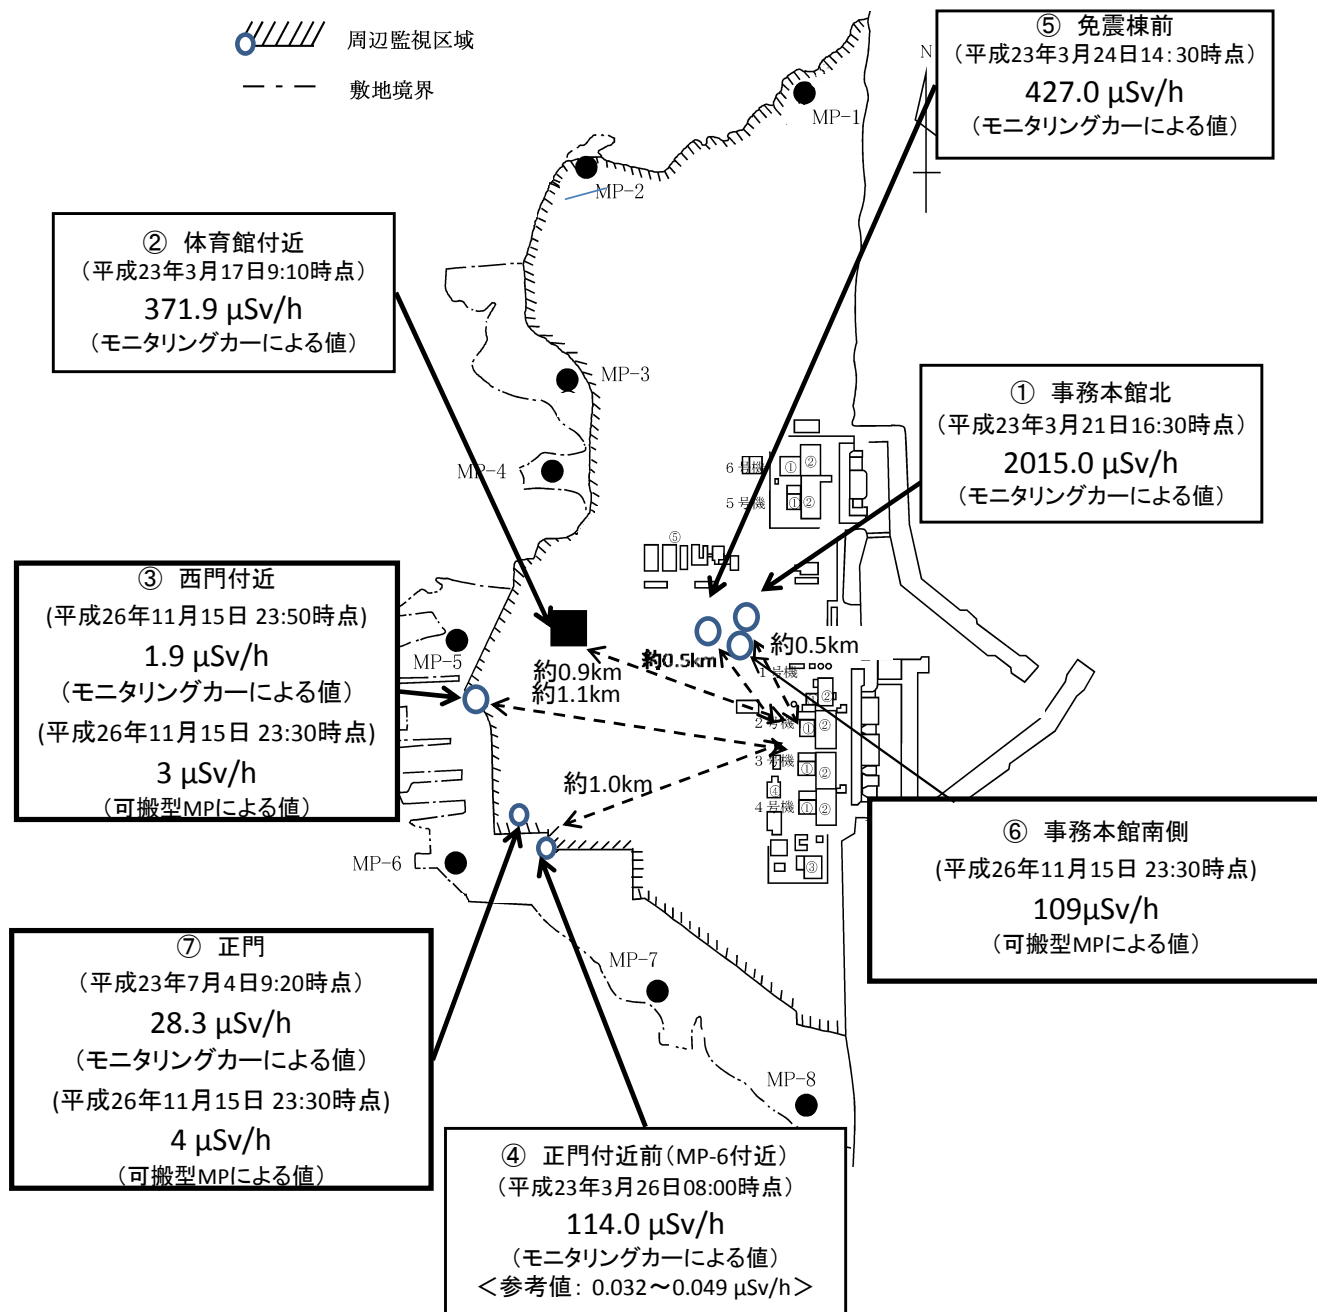 周辺監視区域
敷地境界
⑤ 免震棟前
（平成23年3月24日14：30時点）
427.0 μSv/h
（モニタリングカーによる値）
N
MP-1
MP-2
② 体育館付近
（平成23年3月17日9:10時点）
371.9 μSv/h
（モニタリングカーによる値）
MP-3
① 事務本館北
（平成23年3月21日16:30時点）
2015.0 μSv/h
（モニタリングカーによる値）
MP-4
6号機
① ②
5号機
① ②
⑤
③ 西門付近
(平成26年11月15日 23:50時点)
1.9 μSv/h
（モニタリングカーによる値）
(平成26年11月15日 23:30時点)
3 μSv/h
（可搬型MPによる値）
MP-5
約0.9km
約1.1km
約0.5km
約0.5km
1号機
②
2号機
① ②
3号機
① ②
④
4号機
① ②
③
約1.0km
MP-6
⑥ 事務本館南側
(平成26年11月15日 23:30時点)
109μSv/h
（可搬型MPによる値）
⑦ 正門
（平成23年7月4日9:20時点）
28.3 μSv/h
（モニタリングカーによる値）
(平成26年11月15日 23:30時点)
4 μSv/h
（可搬型MPによる値）
MP-7
MP-8
④ 正門付近前（MP-6付近）
（平成23年3月26日08:00時点）
114.0 μSv/h
（モニタリングカーによる値）
＜参考値：0.032～0.049 μSv/h＞